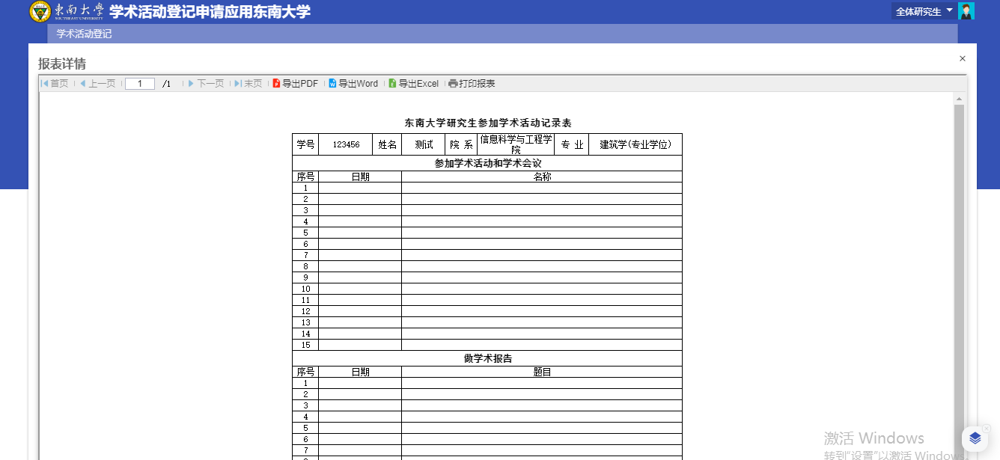 東南大學 学术活动登记申请应用东南大学 全体研究生
SOUTHEAST UNIVERSITY
学术活动登记
报表详情 ×
首页 上一页 1 /1 下一页 末页 导出PDF 导出Word 导出Excel 打印报表
东南大学研究生参加学术活动记录表
学号 123456 姓名 测试 院 系 信息科学与工程学院 专 业 建筑学(专业学位)
参加学术活动和学术会议
序号 日期 名称
1
2
3
4
5
6
7
8
9
10
11
12
13
14
15
做学术报告
序号 日期 题目
1
2
3
4
5
6
7
激活 Windows
转到"设置"以激活 Windows。